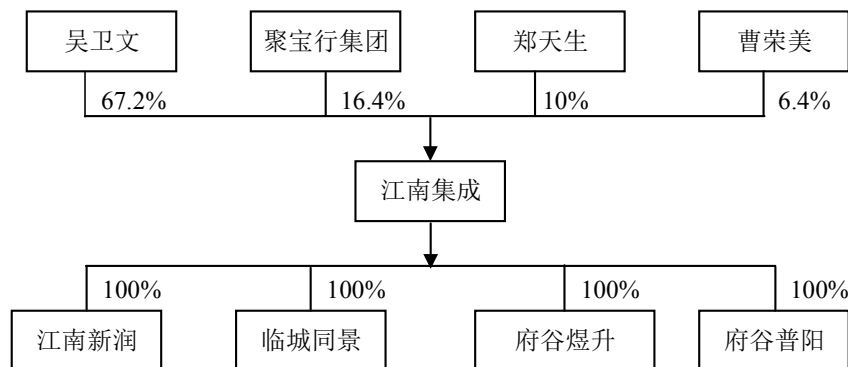 吴卫文
聚宝行集团
郑天生
曹荣美
67.2%
16.4%
10%
6.4%
江南集成
100%
100%
100%
100%
江南新润
临城同景
府谷煜升
府谷普阳